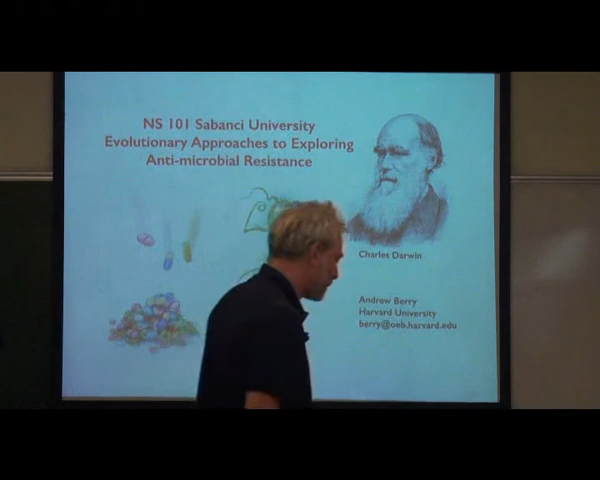 NS 101 Sabanci University
Evolutionary Approaches to Exploring
Anti-microbial Resistance
Charles Darwin
Andrew Berry
Harvard University
berry@oeb.harvard.edu